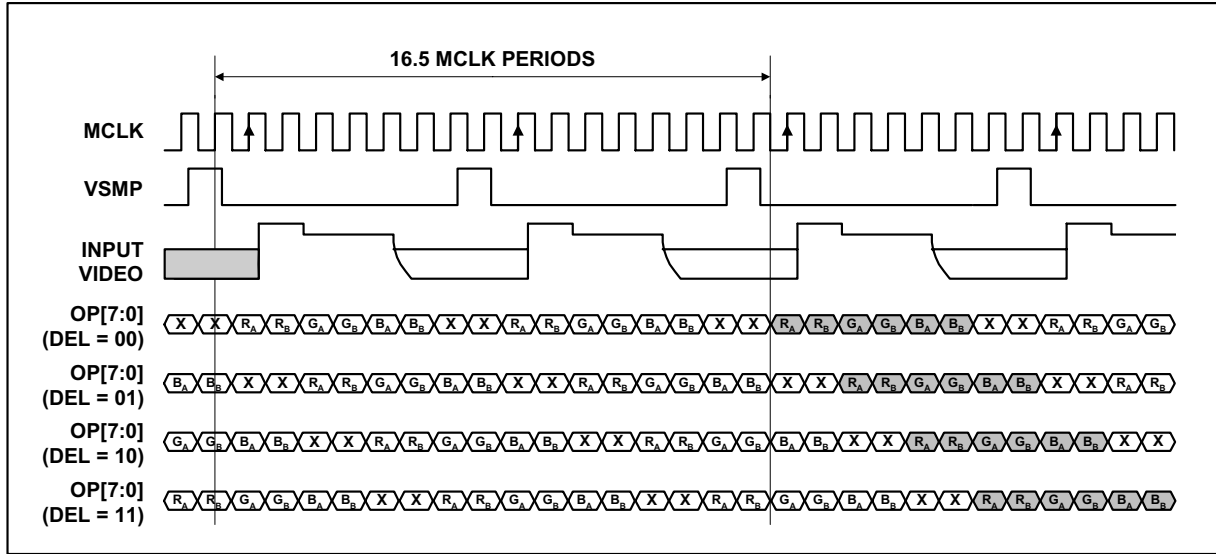 16.5 MCLK PERIODS
MCLK
VSMP
INPUT
VIDEO
OP[7:0]
(DEL = 00)
X X RA RB GA GB BA BB X X RA RB GA GB BA BB X X RA RB GA GB BA BB X X RA RB GA GB
OP[7:0]
(DEL = 01)
BA BB X X RA RB GA GB BA BB X X RA RB GA GB BA BB X X RA RB GA GB BA BB X X RA RB
OP[7:0]
(DEL = 10)
GA GB BA BB X X RA RB GA GB BA BB X X RA RB GA GB BA BB X X RA RB GA GB BA BB X X
OP[7:0]
(DEL = 11)
RA RB GA GB BA BB X X RA RB GA GB BA BB X X RA RB GA GB BA BB X X RA RB GA GB BA BB